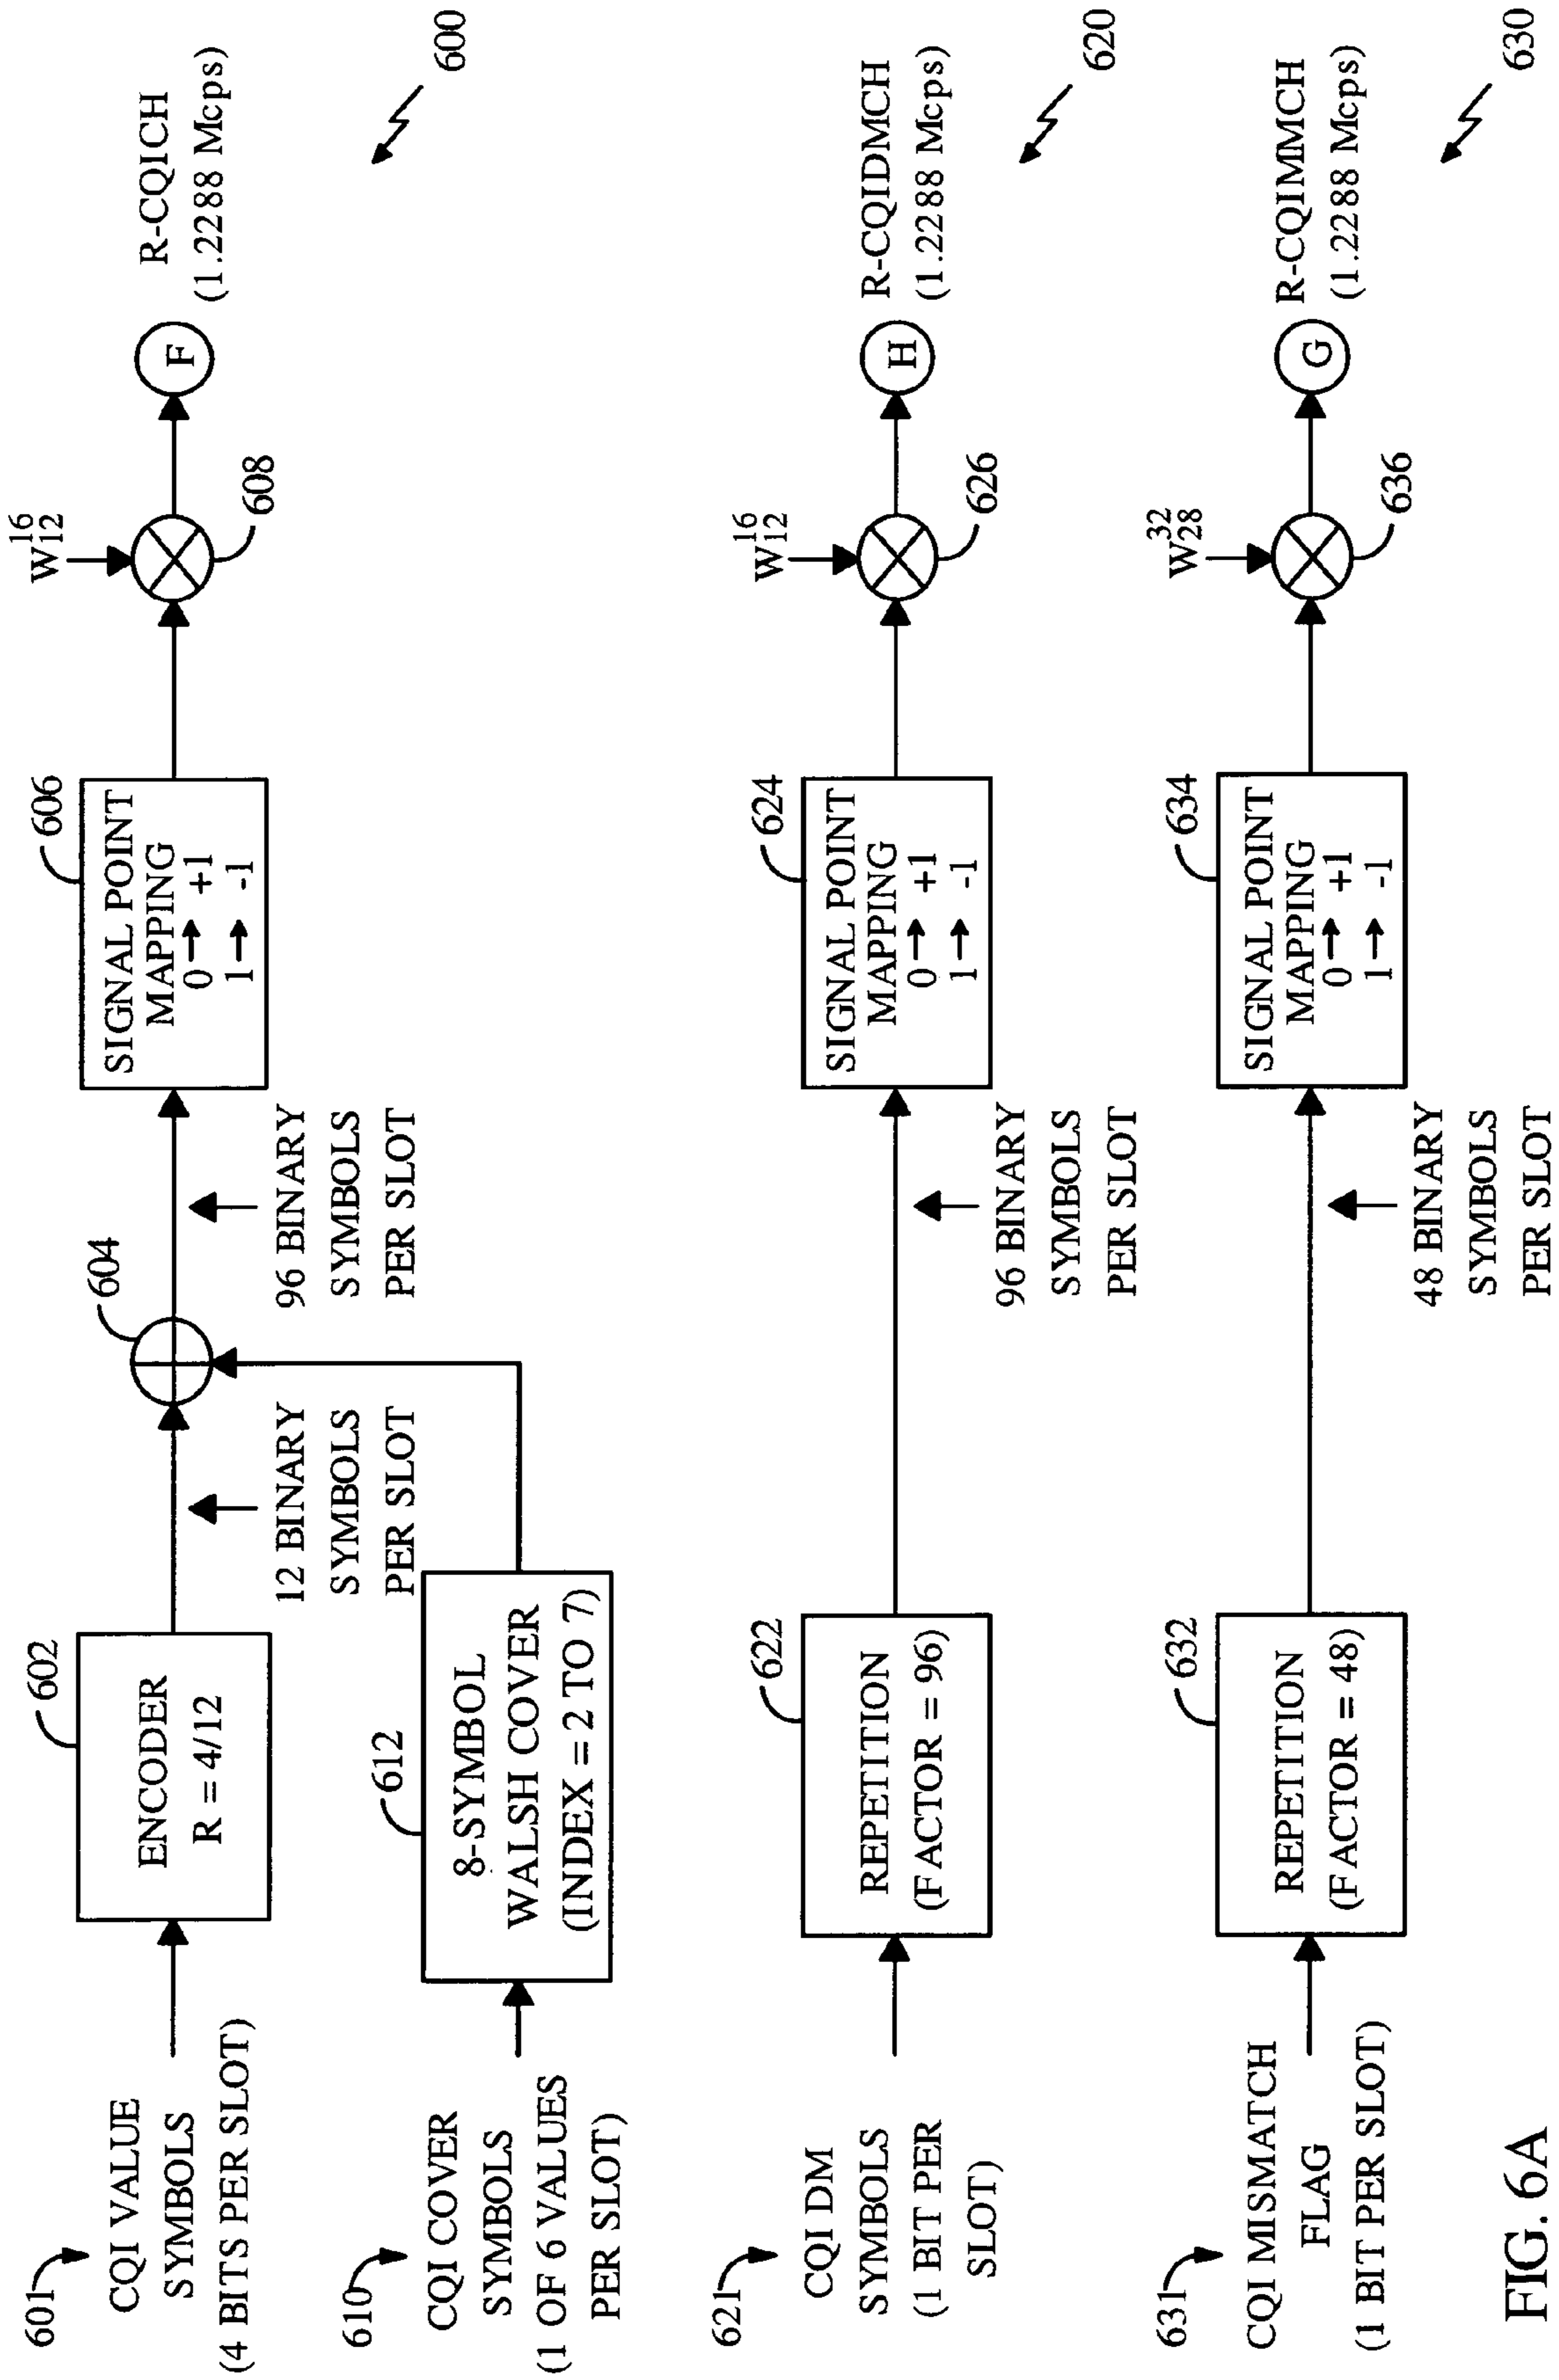 601
CQI VALUE
SYMBOLS
(4 BITS PER SLOT)
602
ENCODER
R = 4/12
12 BINARY
SYMBOLS
PER SLOT
604
96 BINARY
SYMBOLS
PER SLOT
606
SIGNAL POINT
MAPPING
0→ +1
1→ -1
W¹⁶₁₂
608
F
R-CQICH
(1.2288 Mcps)
600
610
CQI COVER
SYMBOLS
(1 OF 6 VALUES
PER SLOT)
612
8-SYMBOL
WALSH COVER
(INDEX = 2 TO 7)
621
CQI DM
SYMBOLS
(1 BIT PER
SLOT)
622
REPETITION
(FACTOR = 96)
96 BINARY
SYMBOLS
PER SLOT
624
SIGNAL POINT
MAPPING
0→ +1
1→ -1
W¹⁶₁₂
626
H
R-CQIDMCH
(1.2288 Mcps)
620
631
CQI MISMATCH
FLAG
(1 BIT PER SLOT)
632
REPETITION
(FACTOR = 48)
48 BINARY
SYMBOLS
PER SLOT
634
SIGNAL POINT
MAPPING
0→ +1
1→ -1
W³²₂₈
636
G
R-CQIMMCH
(1.2288 Mcps)
630
FIG. 6A